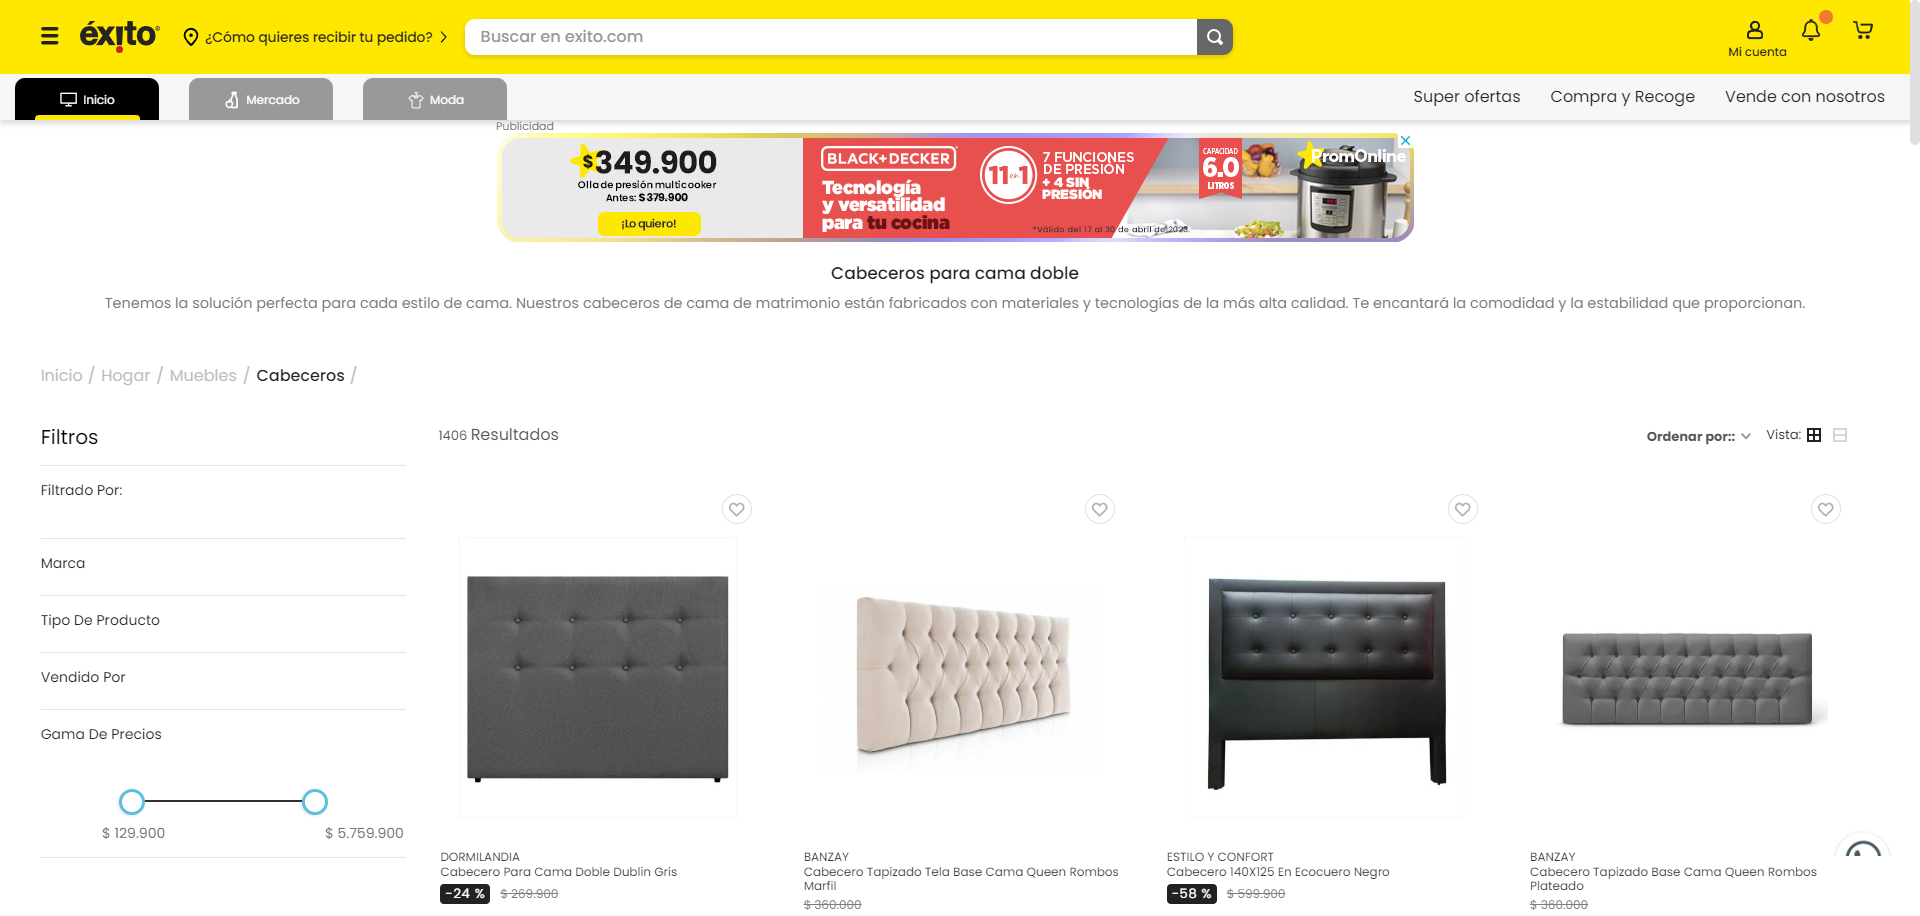 éxito
¿Cómo quieres recibir tu pedido?
Buscar en exito.com
Mi cuenta
Inicio
Mercado
Moda
Super ofertas
Compra y Recoge
Vende con nosotros
Publicidad
$349.900
Olla de presión multicooker
Antes: $379.900
¡Lo quiero!
BLACK+DECKER
Tecnología
y versatilidad
para tu cocina
11 en 1
7 FUNCIONES
DE PRESIÓN
+ 4 SIN
PRESIÓN
CAPACIDAD
6.0
LITROS
PromOnline
*Válido del 17 al 30 de abril de 2023.
Cabeceros para cama doble
Tenemos la solución perfecta para cada estilo de cama. Nuestros cabeceros de cama de matrimonio están fabricados con materiales y tecnologías de la más alta calidad. Te encantará la comodidad y la estabilidad que proporcionan.
Inicio / Hogar / Muebles / Cabeceros /
Filtros
1406 Resultados
Ordenar por::
Vista:
Filtrado Por:
Marca
Tipo De Producto
Vendido Por
Gama De Precios
$ 129.900
$ 5.759.900
DORMILANDIA
Cabecero Para Cama Doble Dublin Gris
-24 % $ 269.900
BANZAY
Cabecero Tapizado Tela Base Cama Queen Rombos
Marfil
$ 360.000
ESTILO Y CONFORT
Cabecero 140X125 En Ecocuero Negro
-58 % $ 599.900
BANZAY
Cabecero Tapizado Base Cama Queen Rombos
Plateado
$ 360.000